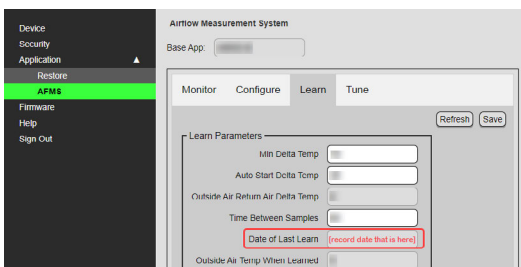 Airflow Measurement System
Device
Security
Base App:
Application ▲
Restore
AFMS
Monitor Configure Learn Tune
Firmware
Help
Refresh Save
Sign Out
Learn Parameters
Min Delta Temp
Auto Start Delta Temp
Outside Air Return Air Delta Temp
Time Between Samples
Date of Last Learn [record date that is here]
Outside Air Temp When Learned